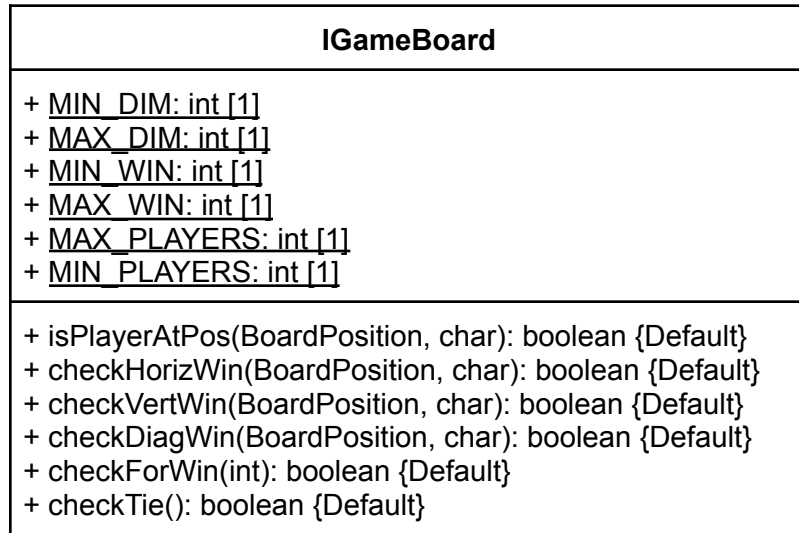 IGameBoard
+ MIN_DIM: int [1]
+ MAX_DIM: int [1]
+ MIN_WIN: int [1]
+ MAX_WIN: int [1]
+ MAX_PLAYERS: int [1]
+ MIN_PLAYERS: int [1]
+ isPlayerAtPos(BoardPosition, char): boolean {Default}
+ checkHorizWin(BoardPosition, char): boolean {Default}
+ checkVertWin(BoardPosition, char): boolean {Default}
+ checkDiagWin(BoardPosition, char): boolean {Default}
+ checkForWin(int): boolean {Default}
+ checkTie(): boolean {Default}